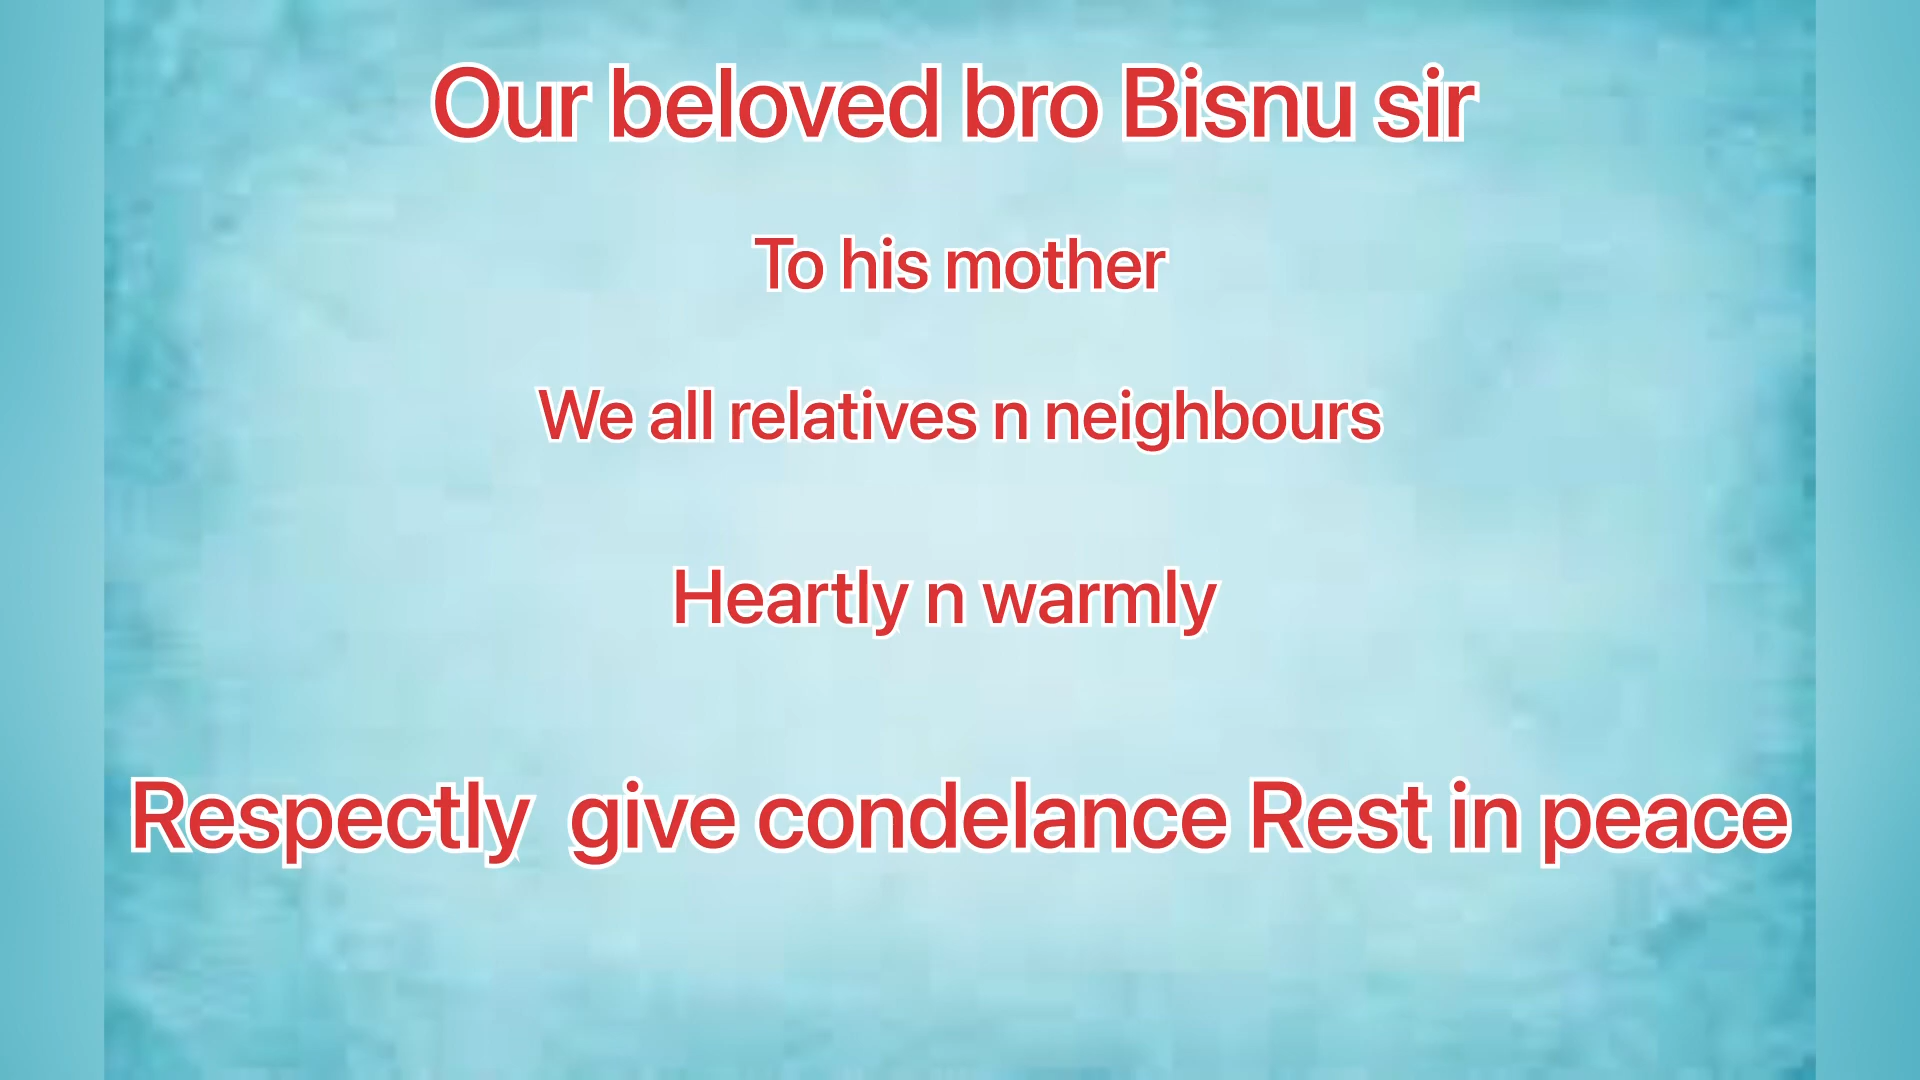 Our beloved bro Bisnu sir
To his mother
We all relatives n neighbours
Heartly n warmly
Respectly give condelance Rest in peace